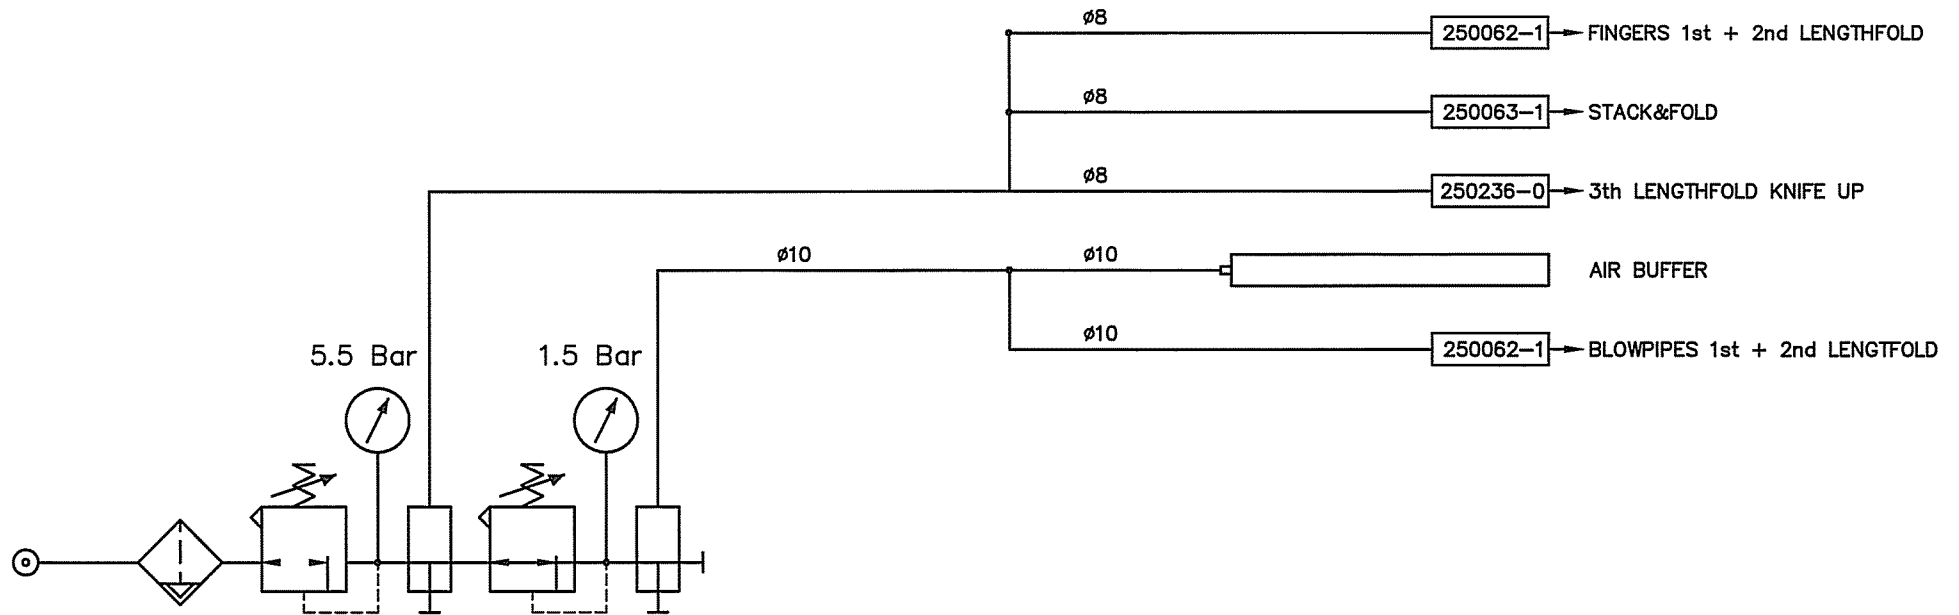 ø8
250062-1 FINGERS 1st + 2nd LENGTHFOLD
ø8
250063-1 STACK&FOLD
ø8
250236-0 3th LENGTHFOLD KNIFE UP
ø10 ø10
AIR BUFFER
ø10
250062-1 BLOWPIPES 1st + 2nd LENGTFOLD
5.5 Bar 1.5 Bar